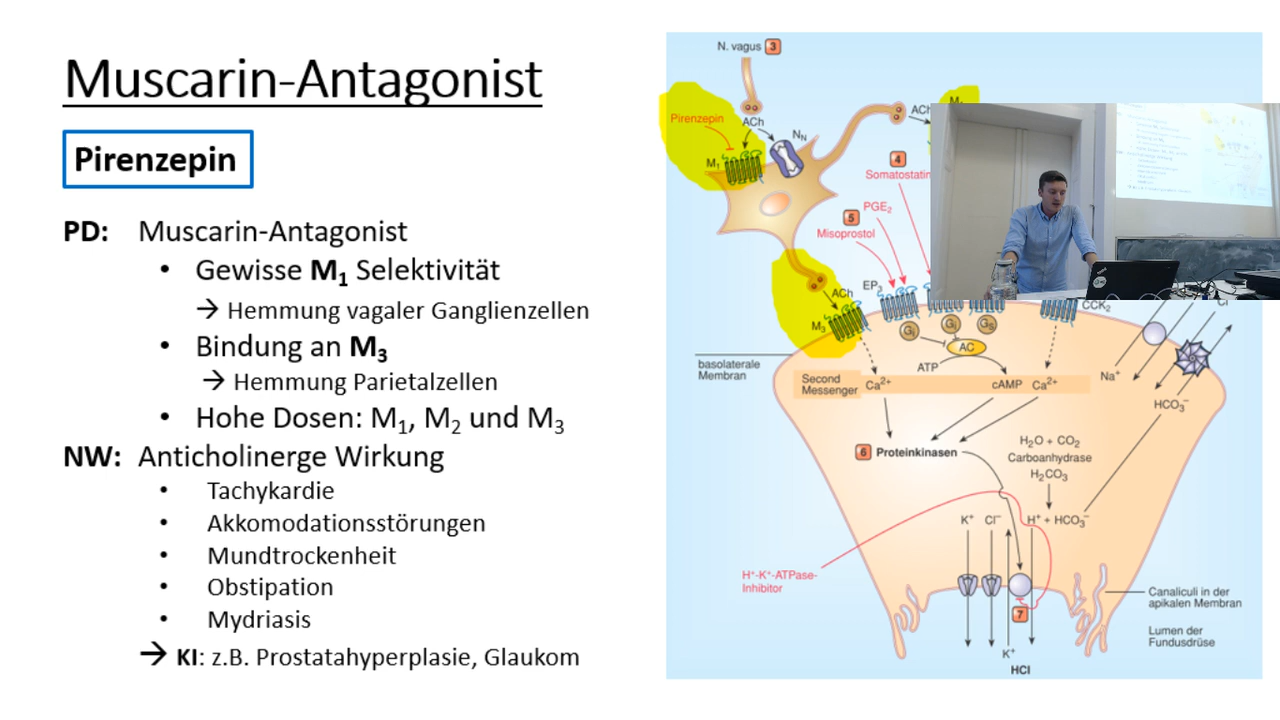 Muscarin-Antagonist
Pirenzepin
PD: Muscarin-Antagonist
• Gewisse M₁ Selektivität
→ Hemmung vagaler Ganglienzellen
• Bindung an M₃
→ Hemmung Parietalzellen
• Hohe Dosen: M₁, M₂ und M₃
NW: Anticholinerge Wirkung
• Tachykardie
• Akkomodationsstörungen
• Mundtrockenheit
• Obstipation
• Mydriasis
→ KI: z.B. Prostatahyperplasie, Glaukom
N. vagus 3
Pirenzepin
ACh
N_N
M₁
ACh
4
Somatostatin
PGE₂
5
Misoprostol
EP₃
ACh
M₃
CCK₂
Gᵢ
Gᵢ
Gₛ
AC
basolaterale
Membran
ATP
Second
Messenger
Ca²⁺
cAMP
Ca²⁺
Na⁺
HCO₃⁻
6 Proteinkinasen
H₂O + CO₂
Carboanhydrase
H₂CO₃
K⁺
Cl⁻
H⁺ + HCO₃⁻
H⁺-K⁺-ATPase-
Inhibitor
7
Canaliculi in der
apikalen Membran
Lumen der
Fundusdrüse
K⁺
HCl